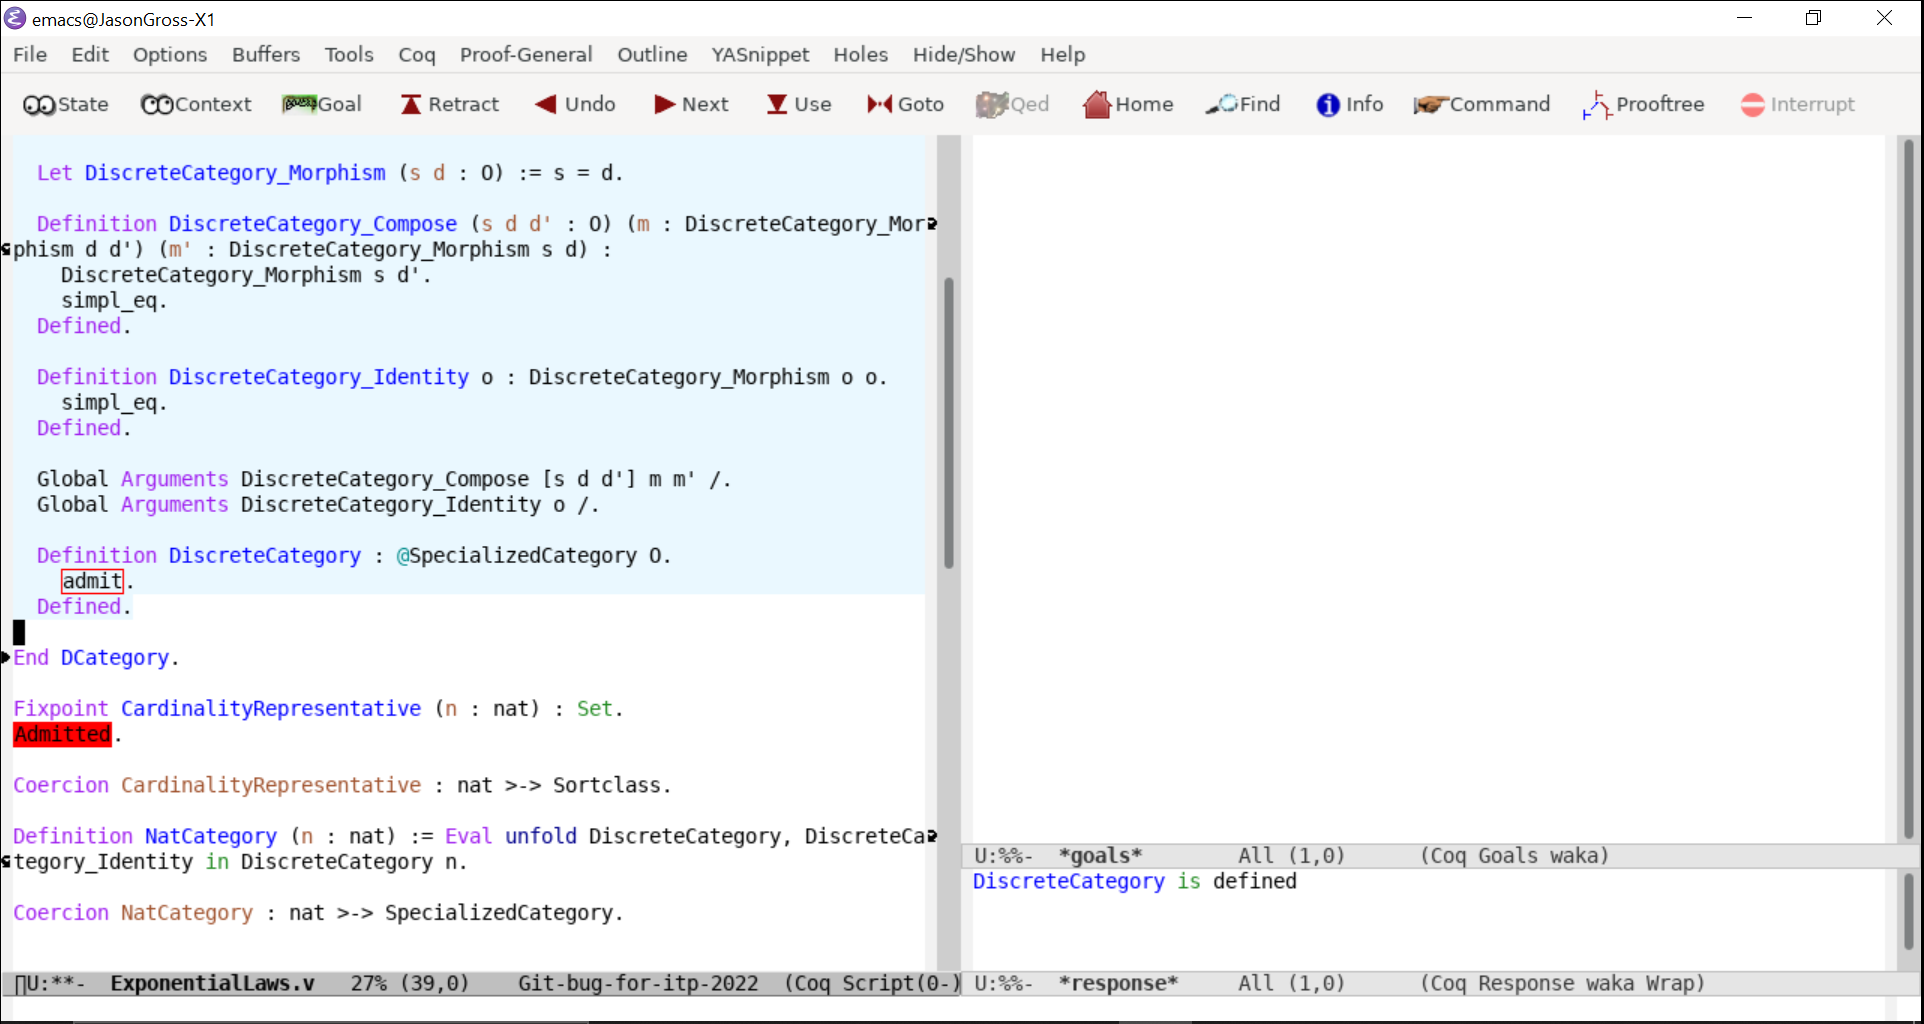 emacs@JasonGross-X1
File Edit Options Buffers Tools Coq Proof-General Outline YASnippet Holes Hide/Show Help
State Context Goal Retract Undo Next Use Goto Qed Home Find Info Command Prooftree Interrupt
Let DiscreteCategory_Morphism (s d : O) := s = d.
Definition DiscreteCategory_Compose (s d d' : O) (m : DiscreteCategory_Mor
phism d d') (m' : DiscreteCategory_Morphism s d) :
DiscreteCategory_Morphism s d'.
simpl_eq.
Defined.
Definition DiscreteCategory_Identity o : DiscreteCategory_Morphism o o.
simpl_eq.
Defined.
Global Arguments DiscreteCategory_Compose [s d d'] m m' /.
Global Arguments DiscreteCategory_Identity o /.
Definition DiscreteCategory : @SpecializedCategory O.
admit.
Defined.
End DCategory.
Fixpoint CardinalityRepresentative (n : nat) : Set.
Admitted.
Coercion CardinalityRepresentative : nat >-> Sortclass.
Definition NatCategory (n : nat) := Eval unfold DiscreteCategory, DiscreteCa
tegory_Identity in DiscreteCategory n.
Coercion NatCategory : nat >-> SpecializedCategory.
U:**- ExponentialLaws.v 27% (39,0) Git-bug-for-itp-2022 (Coq Script(0-)
U:%%- *goals* All (1,0) (Coq Goals waka)
DiscreteCategory is defined
U:%%- *response* All (1,0) (Coq Response waka Wrap)